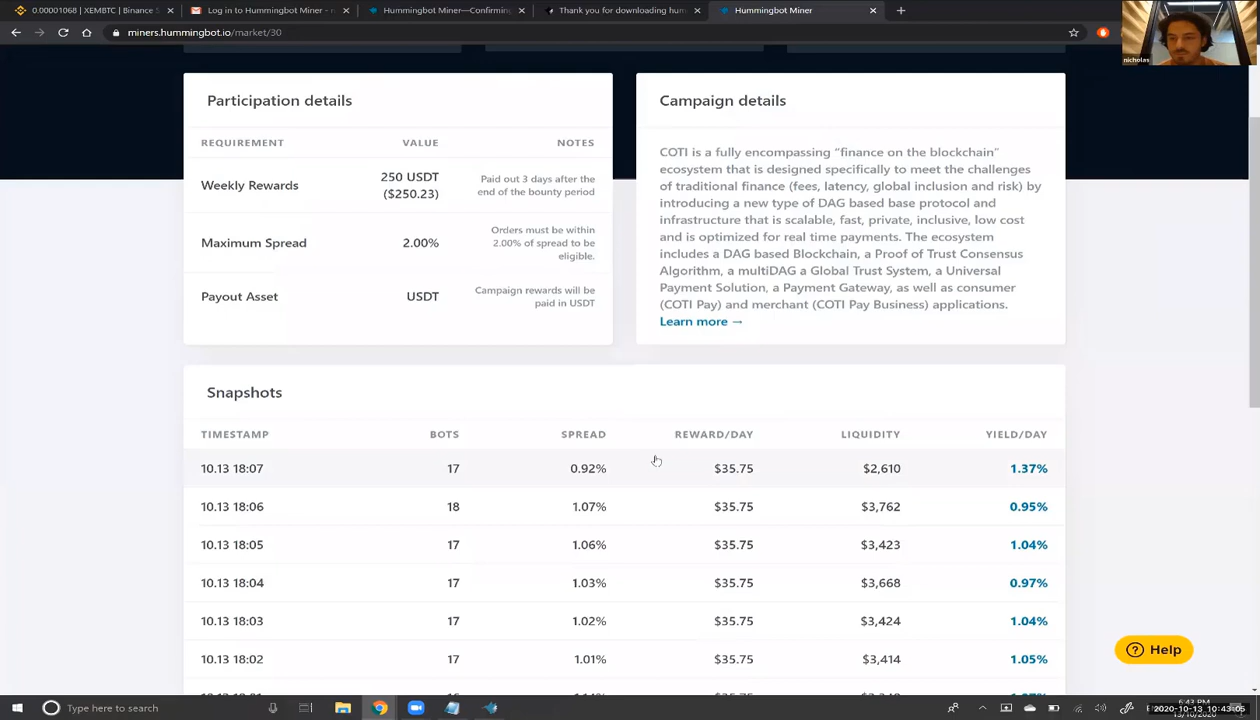 0.00001068 | XEMBTC | Binance
Log in to Hummingbot Miner
Hummingbot Miner—Confirming
Thank you for downloading hum
Hummingbot Miner
miners.hummingbot.io/market/30
nicholas
Participation details
REQUIREMENT VALUE NOTES
Weekly Rewards
250 USDT
($250.23)
Paid out 3 days after the
end of the bounty period
Maximum Spread
2.00%
Orders must be within
2.00% of spread to be
eligible.
Payout Asset
USDT
Campaign rewards will be
paid in USDT
Campaign details
COTI is a fully encompassing “finance on the blockchain”
ecosystem that is designed specifically to meet the challenges
of traditional finance (fees, latency, global inclusion and risk) by
introducing a new type of DAG based base protocol and
infrastructure that is scalable, fast, private, inclusive, low cost
and is optimized for real time payments. The ecosystem
includes a DAG based Blockchain, a Proof of Trust Consensus
Algorithm, a multiDAG a Global Trust System, a Universal
Payment Solution, a Payment Gateway, as well as consumer
(COTI Pay) and merchant (COTI Pay Business) applications.
Learn more →
Snapshots
TIMESTAMP BOTS SPREAD REWARD/DAY LIQUIDITY YIELD/DAY
10.13 18:07 17 0.92% $35.75 $2,610 1.37%
10.13 18:06 18 1.07% $35.75 $3,762 0.95%
10.13 18:05 17 1.06% $35.75 $3,423 1.04%
10.13 18:04 17 1.03% $35.75 $3,668 0.97%
10.13 18:03 17 1.02% $35.75 $3,424 1.04%
10.13 18:02 17 1.01% $35.75 $3,414 1.05%
Help
Type here to search
2020-10-13 10:43:05